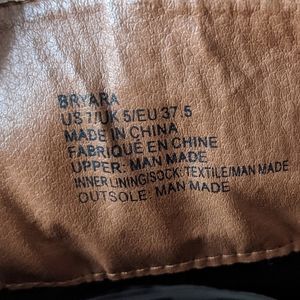 BRYARA
US 7/UK 5/EU 37.5
MADE IN CHINA
FABRIQUÉ EN CHINE
UPPER: MAN MADE
INNER LINING/SOCK: TEXTILE/MAN MADE
OUTSOLE: MAN MADE